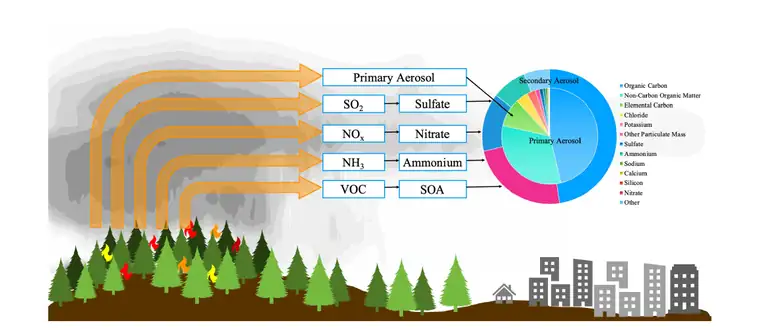 Primary Aerosol
SO2
Sulfate
NOx
Nitrate
NH3
Ammonium
VOC
SOA
Secondary Aerosol
Primary Aerosol
Organic Carbon
Non-Carbon Organic Matter
Elemental Carbon
Chloride
Potassium
Other Particulate Mass
Sulfate
Ammonium
Sodium
Calcium
Silicon
Nitrate
Other